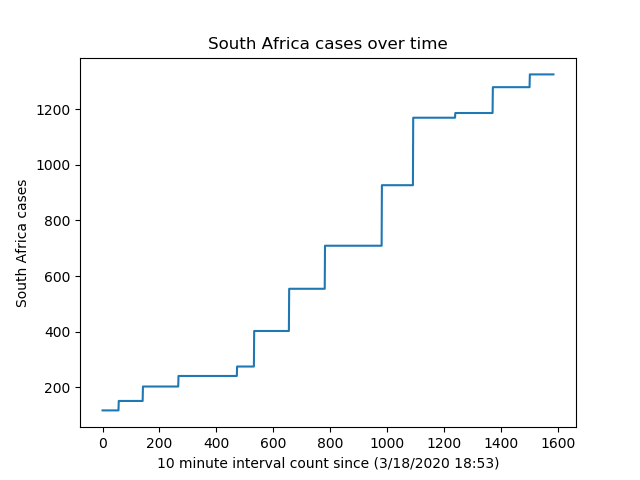 South Africa cases over time
1200
1000
800
600
400
200
South Africa cases
0 200 400 600 800 1000 1200 1400 1600
10 minute interval count since (3/18/2020 18:53)